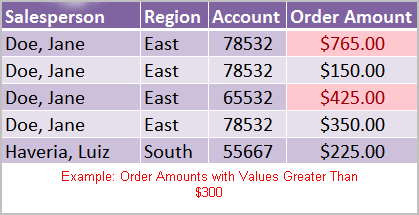 Salesperson Region Account Order Amount
Doe, Jane East 78532 $765.00
Doe, Jane East 78532 $150.00
Doe, Jane East 65532 $425.00
Doe, Jane East 78532 $350.00
Haveria, Luiz South 55667 $225.00
Example: Order Amounts with Values Greater Than
$300